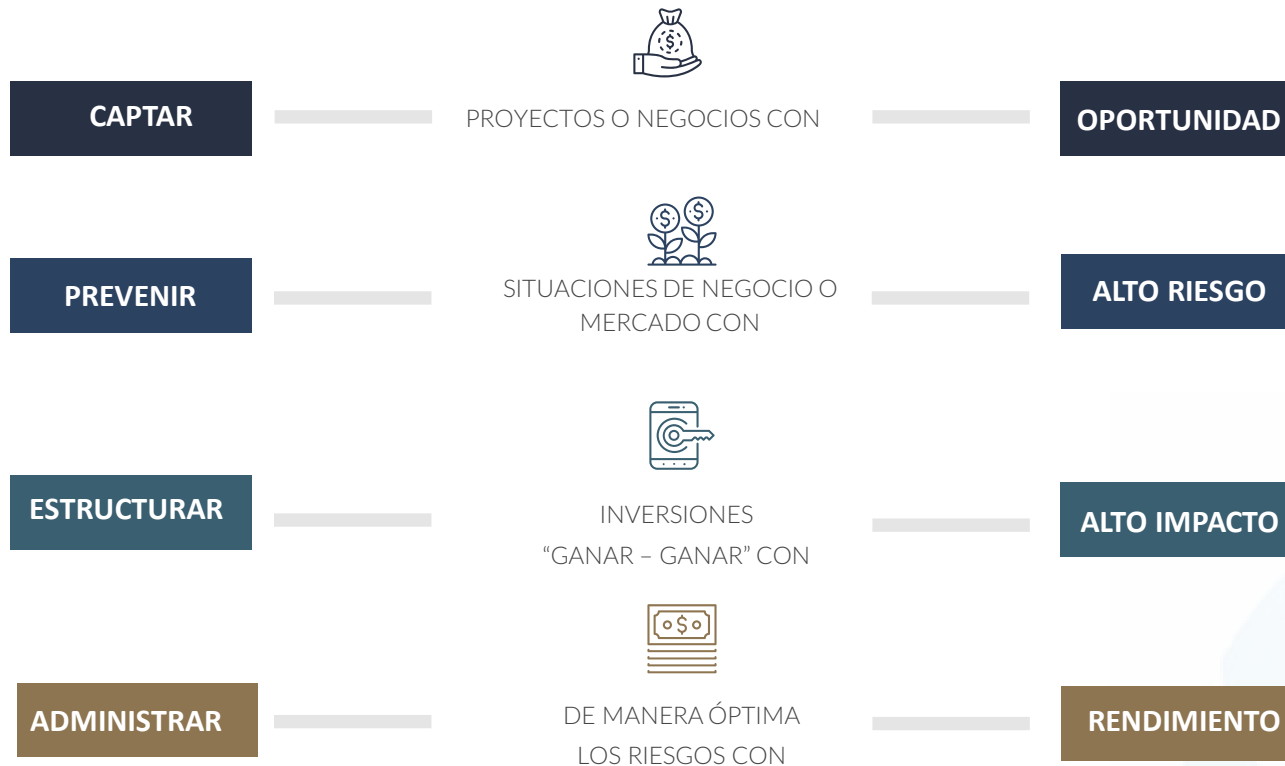 CAPTAR
PROYECTOS O NEGOCIOS CON
OPORTUNIDAD
PREVENIR
SITUACIONES DE NEGOCIO O
MERCADO CON
ALTO RIESGO
ESTRUCTURAR
INVERSIONES
“GANAR – GANAR” CON
ALTO IMPACTO
ADMINISTRAR
DE MANERA ÓPTIMA
LOS RIESGOS CON
RENDIMIENTO